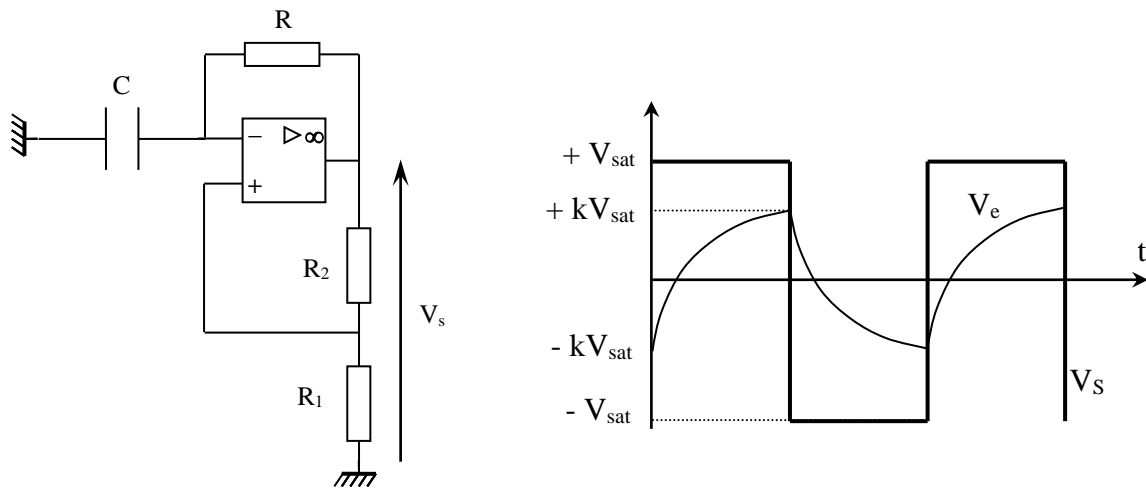 R
C
− ▷ ∞
+
R₂
Vₛ
R₁
+ Vsat
+ kVsat
Ve
t
- kVsat
VS
- Vsat